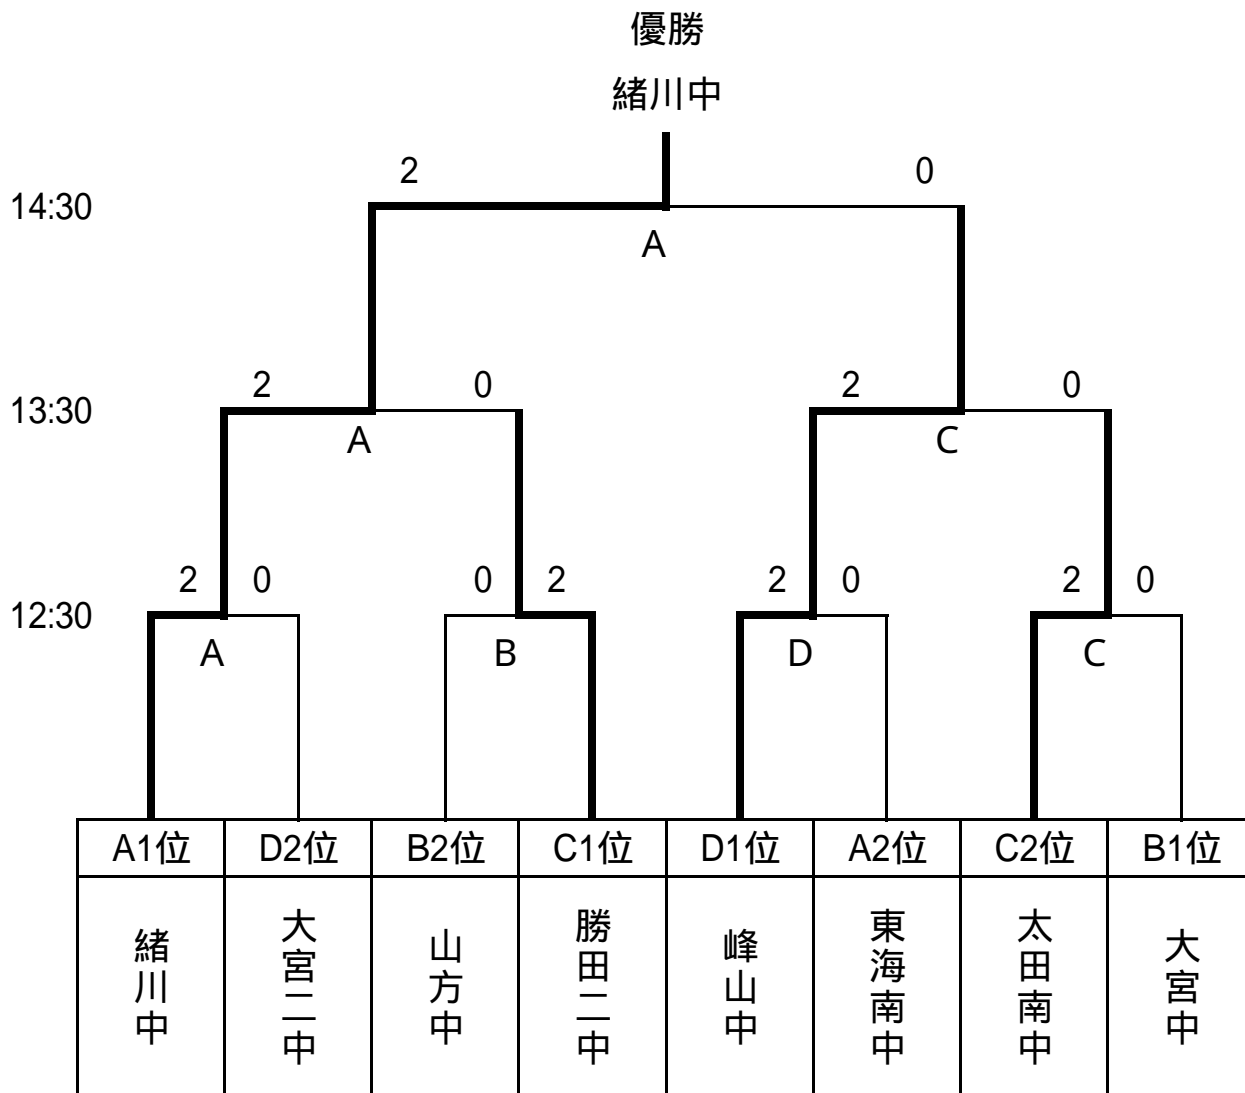 優勝
緒川中
2 0
14:30
A
2 0 2 0
13:30
A C
2 0 0 2 2 0 2 0
12:30
A B D C
A1位 D2位 B2位 C1位 D1位 A2位 C2位 B1位
緒川中
大宮二中
山方中
勝田二中
峰山中
東海南中
太田南中
大宮中